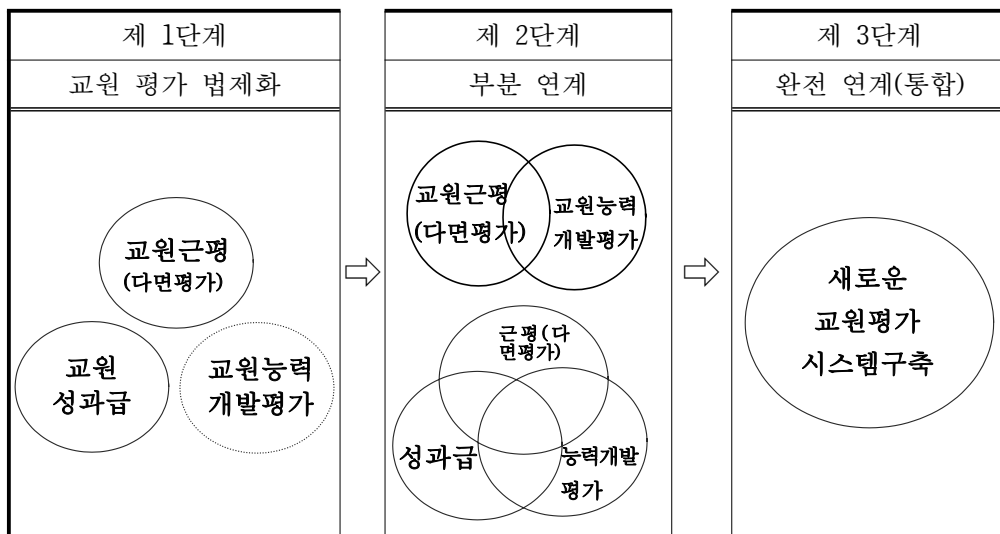 제 1단계
교원 평가 법제화
교원근평
(다면평가)
교원
성과급
교원능력
개발평가
제 2단계
부분 연계
교원근평
(다면평가)
교원능력
개발평가
근평(다
면평가)
성과급
능력개발
평가
제 3단계
완전 연계(통합)
새로운
교원평가
시스템구축